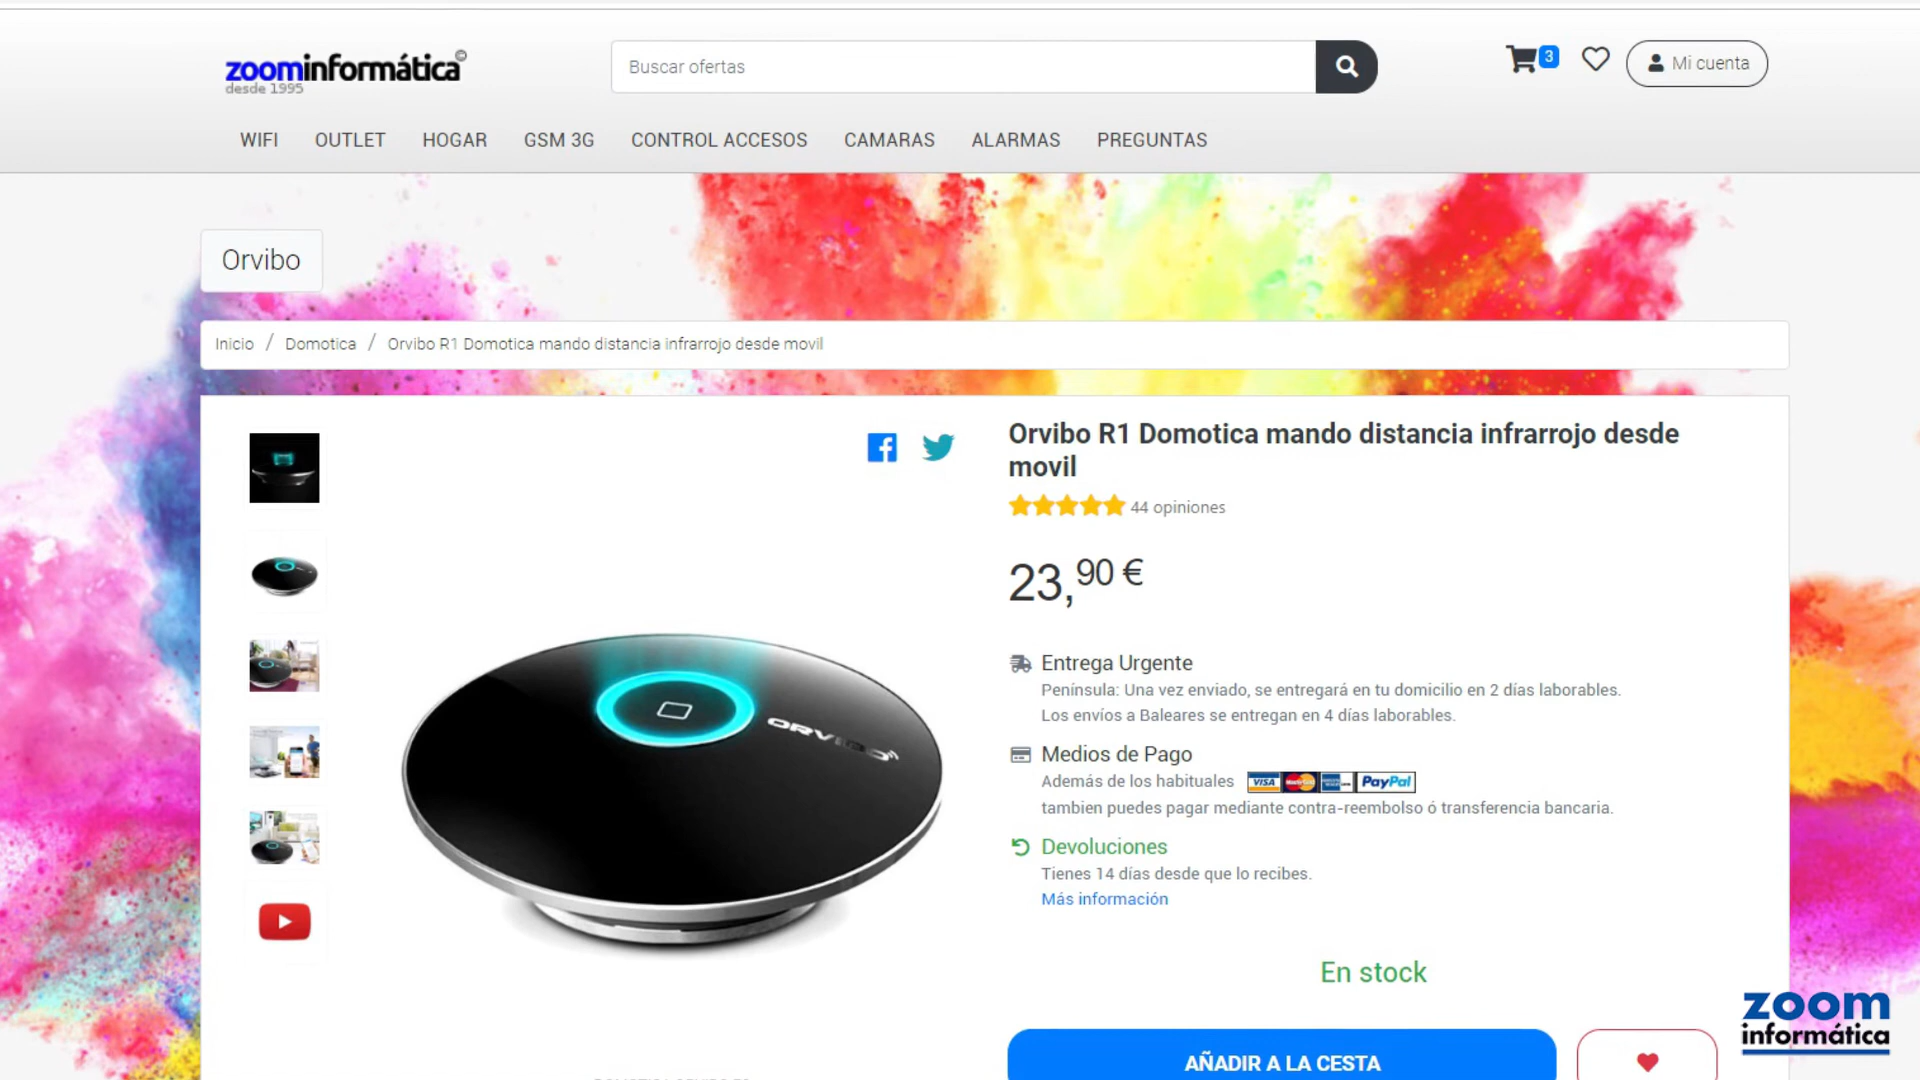 zoominformática©
desde 1995
Buscar ofertas
3
Mi cuenta
WIFI OUTLET HOGAR GSM 3G CONTROL ACCESOS CAMARAS ALARMAS PREGUNTAS
Orvibo
Inicio / Domotica / Orvibo R1 Domotica mando distancia infrarrojo desde movil
Orvibo R1 Domotica mando distancia infrarrojo desde
movil
44 opiniones
23,90 €
ORVIBO
Entrega Urgente
Península: Una vez enviado, se entregará en tu domicilio en 2 días laborables.
Los envíos a Baleares se entregan en 4 días laborables.
Medios de Pago
Además de los habituales VISA MasterCard PayPal
tambien puedes pagar mediante contra-reembolso ó transferencia bancaria.
Devoluciones
Tienes 14 días desde que lo recibes.
Más información
En stock
AÑADIR A LA CESTA
zoom
informática